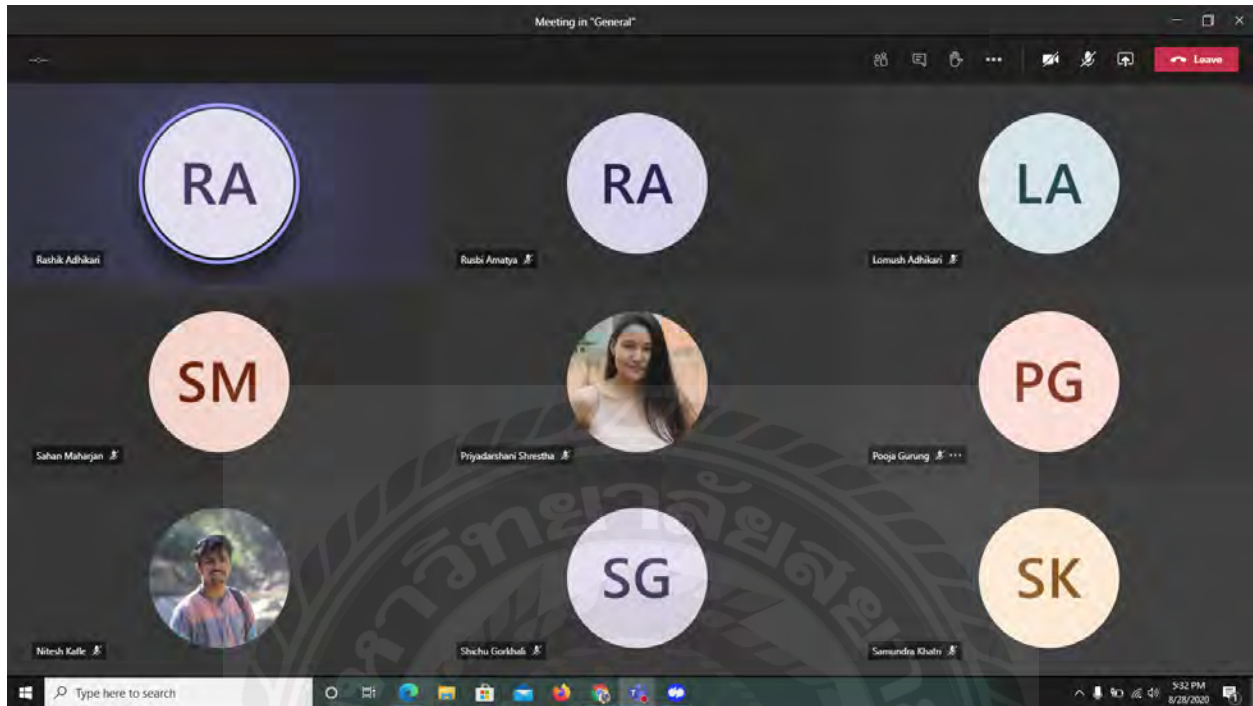 Meeting in "General"
Leave
RA
RA
LA
Rashik Adhikari
Rusbi Amatya
Lomush Adhikari
SM
PG
Sahan Maharjan
Priyadarshani Shrestha
Pooja Gurung
SG
SK
Nitesh Kafle
Shichu Gorkhali
Samundra Khatri
Type here to search
5:32 PM
8/28/2020